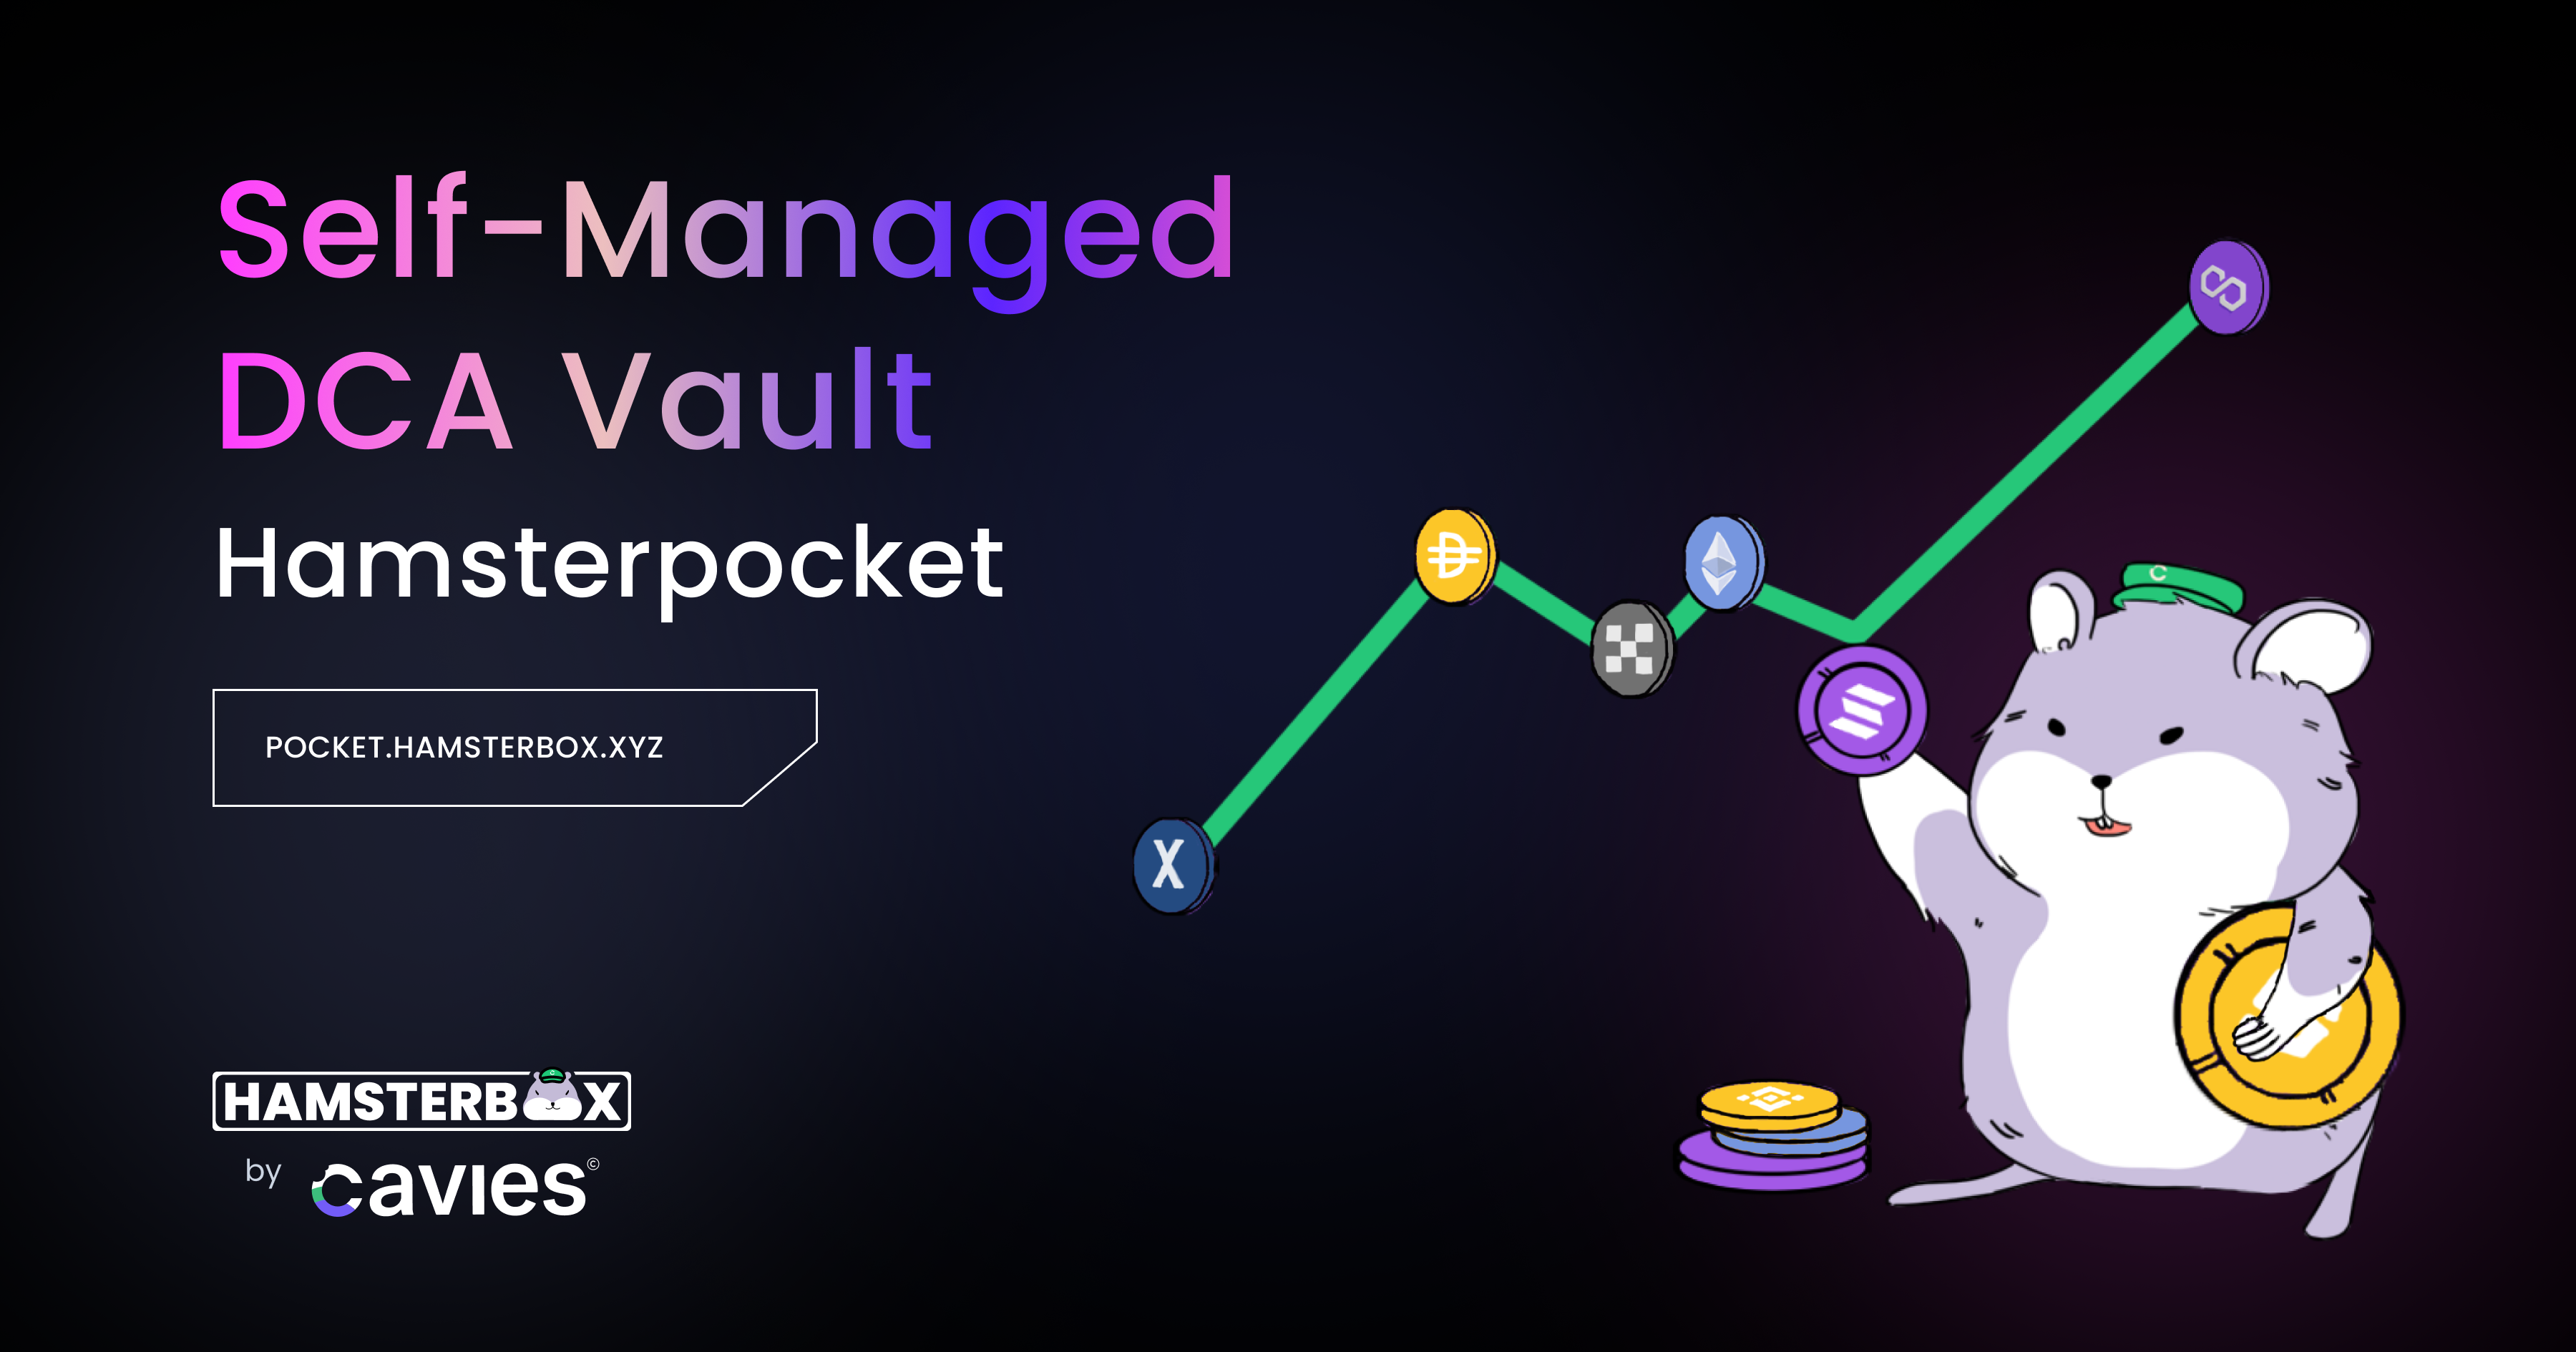 Self-Managed
DCA Vault
Hamsterpocket
POCKET.HAMSTERBOX.XYZ
HAMSTERBOX
by cavies©